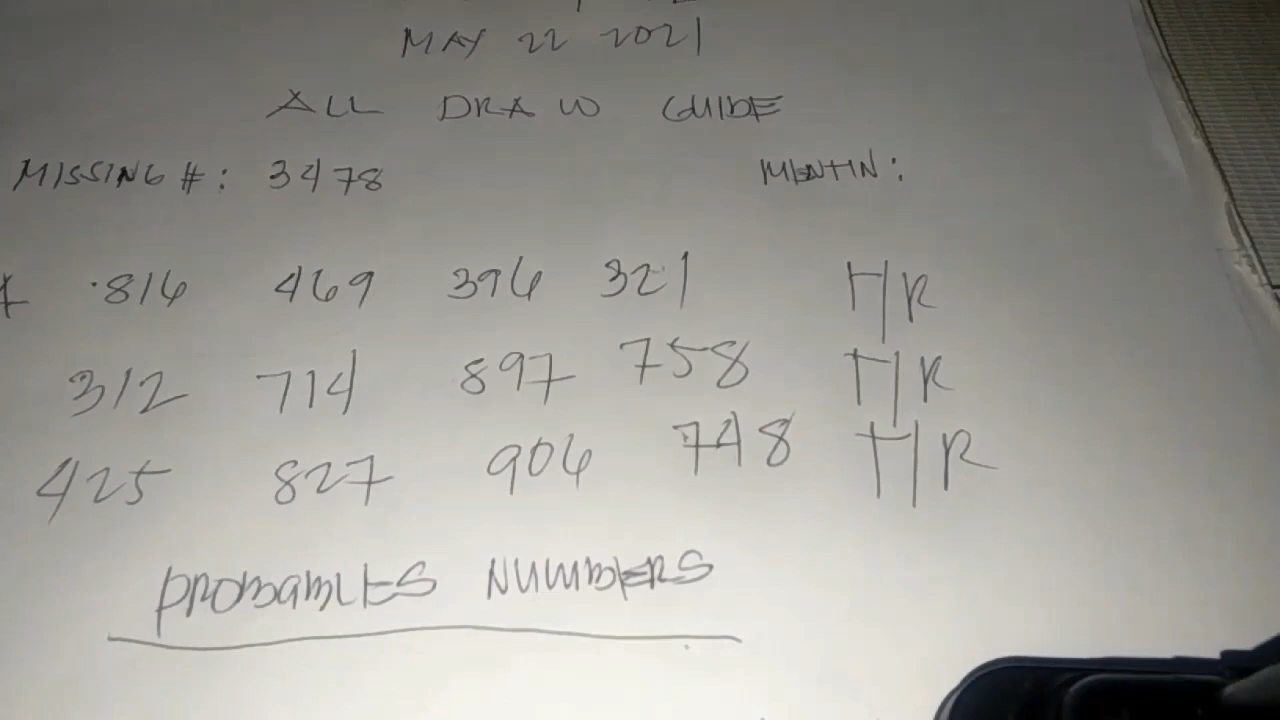 MAY 22 2021
ALL DRAW GUIDE
MISSING #: 3478 MENTIN:
816 469 396 321 T/R
312 714 897 758 T/R
425 827 906 748 T/R
PROBABLES NUMBERS